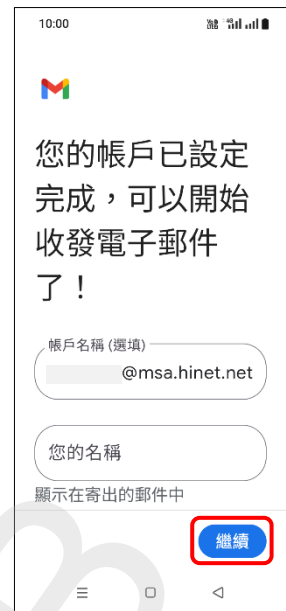 10:00
您的帳戶已設定
完成，可以開始
收發電子郵件
了！
帳戶名稱 (選填)
@msa.hinet.net
您的名稱
顯示在寄出的郵件中
繼續